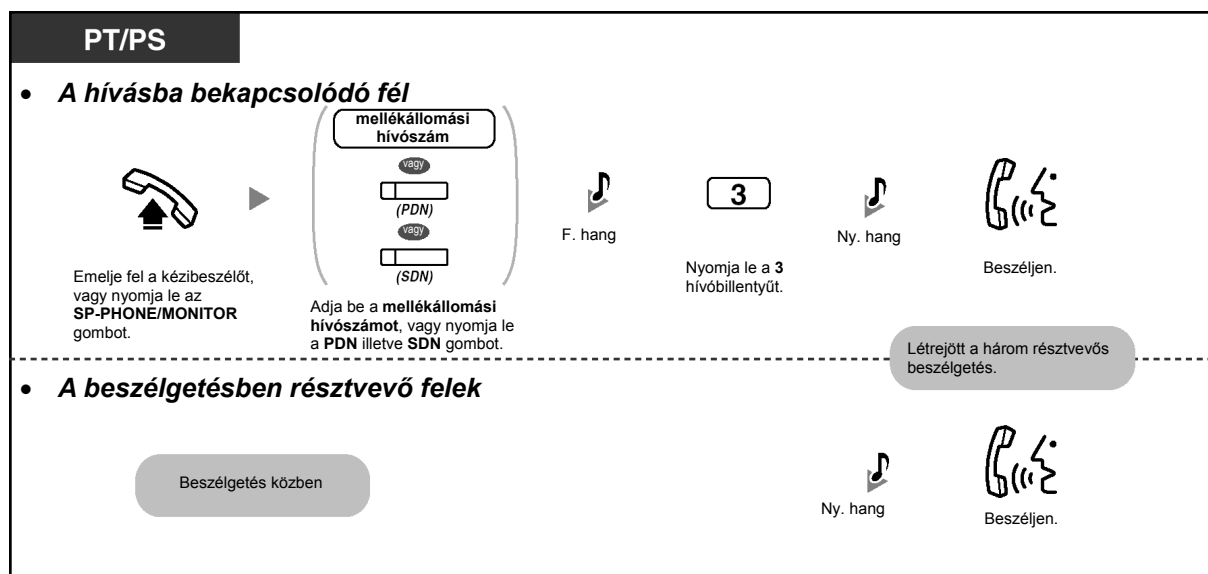 PT/PS
• A hívásba bekapcsolódó fél
mellékállomási
hívószám
vagy
(PDN)
vagy
(SDN)
Emelje fel a kézibeszélőt,
vagy nyomja le az
SP-PHONE/MONITOR
gombot.
Adja be a mellékállomási
hívószámot, vagy nyomja le
a PDN illetve SDN gombot.
F. hang
3
Nyomja le a 3
hívóbillentyűt.
Ny. hang
Beszéljen.
Létrejött a három résztvevős
beszélgetés.
• A beszélgetésben résztvevő felek
Beszélgetés közben
Ny. hang
Beszéljen.